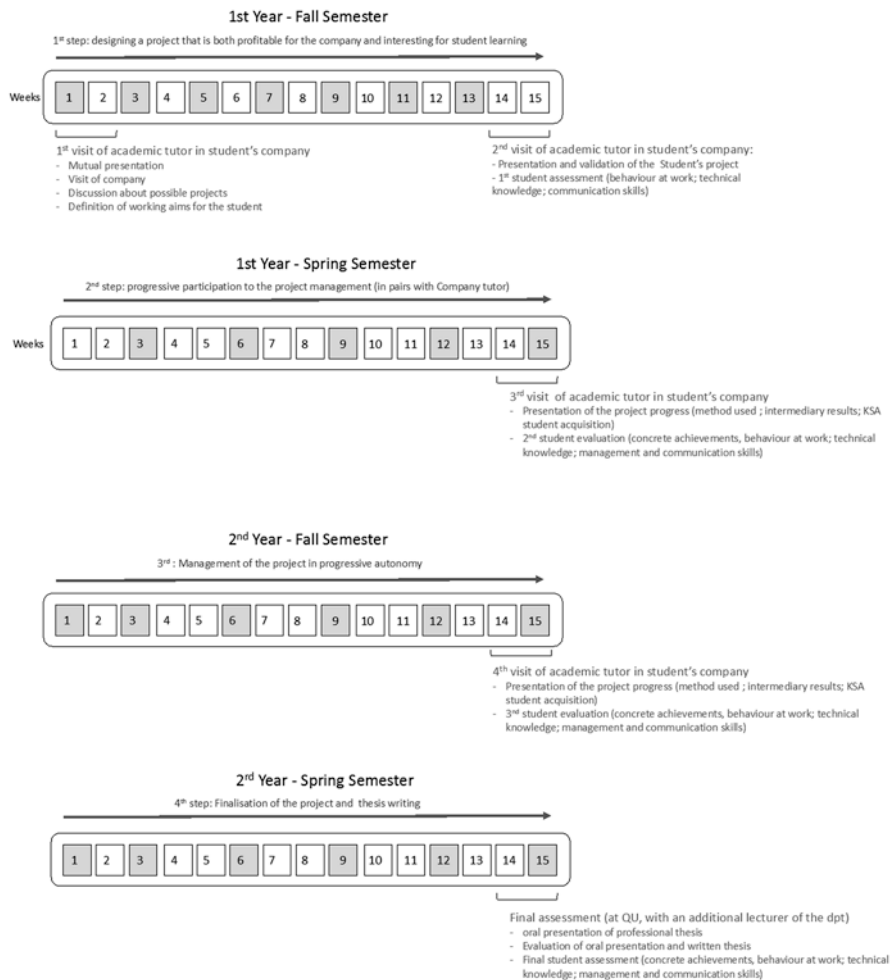 1st Year - Fall Semester
1st step: designing a project that is both profitable for the company and interesting for student learning
Weeks
1 2 3 4 5 6 7 8 9 10 11 12 13 14 15
1st visit of academic tutor in student's company
- Mutual presentation
- Visit of company
- Discussion about possible projects
- Definition of working aims for the student
2nd visit of academic tutor in student's company:
- Presentation and validation of the Student's project
- 1st student assessment (behaviour at work; technical
knowledge; communication skills)
1st Year - Spring Semester
2nd step: progressive participation to the project management (in pairs with Company tutor)
Weeks
1 2 3 4 5 6 7 8 9 10 11 12 13 14 15
3rd visit of academic tutor in student's company
- Presentation of the project progress (method used ; intermediary results; KSA
student acquisition)
- 2nd student evaluation (concrete achievements, behaviour at work; technical
knowledge; management and communication skills)
2nd Year - Fall Semester
3rd : Management of the project in progressive autonomy
1 2 3 4 5 6 7 8 9 10 11 12 13 14 15
4th visit of academic tutor in student's company
- Presentation of the project progress (method used ; intermediary results; KSA
student acquisition)
- 3nd student evaluation (concrete achievements, behaviour at work; technical
knowledge; management and communication skills)
2rd Year - Spring Semester
4th step: Finalisation of the project and thesis writing
1 2 3 4 5 6 7 8 9 10 11 12 13 14 15
Final assessment (at QU, with an additional lecturer of the dpt)
- oral presentation of professional thesis
- Evaluation of oral presentation and written thesis
- Final student assessment (concrete achievements, behaviour at work; technical
knowledge; management and communication skills)